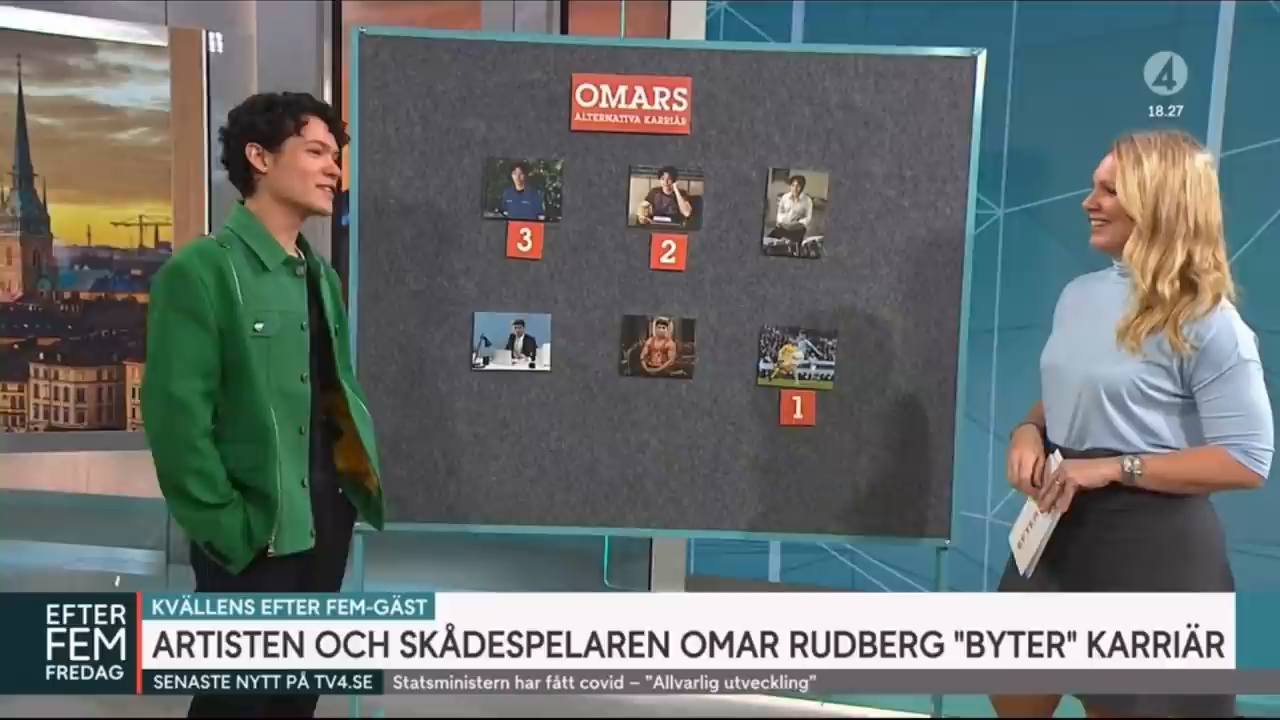 OMARS
ALTERNATIVA KARRIÄR
4
18.27
3
2
1
EFTER
EFTER
FEM
FREDAG
KVÄLLENS EFTER FEM-GÄST
ARTISTEN OCH SKÅDESPELAREN OMAR RUDBERG "BYTER" KARRIÄR
SENASTE NYTT PÅ TV4.SE
Statsministern har fått covid – "Allvarlig utveckling"